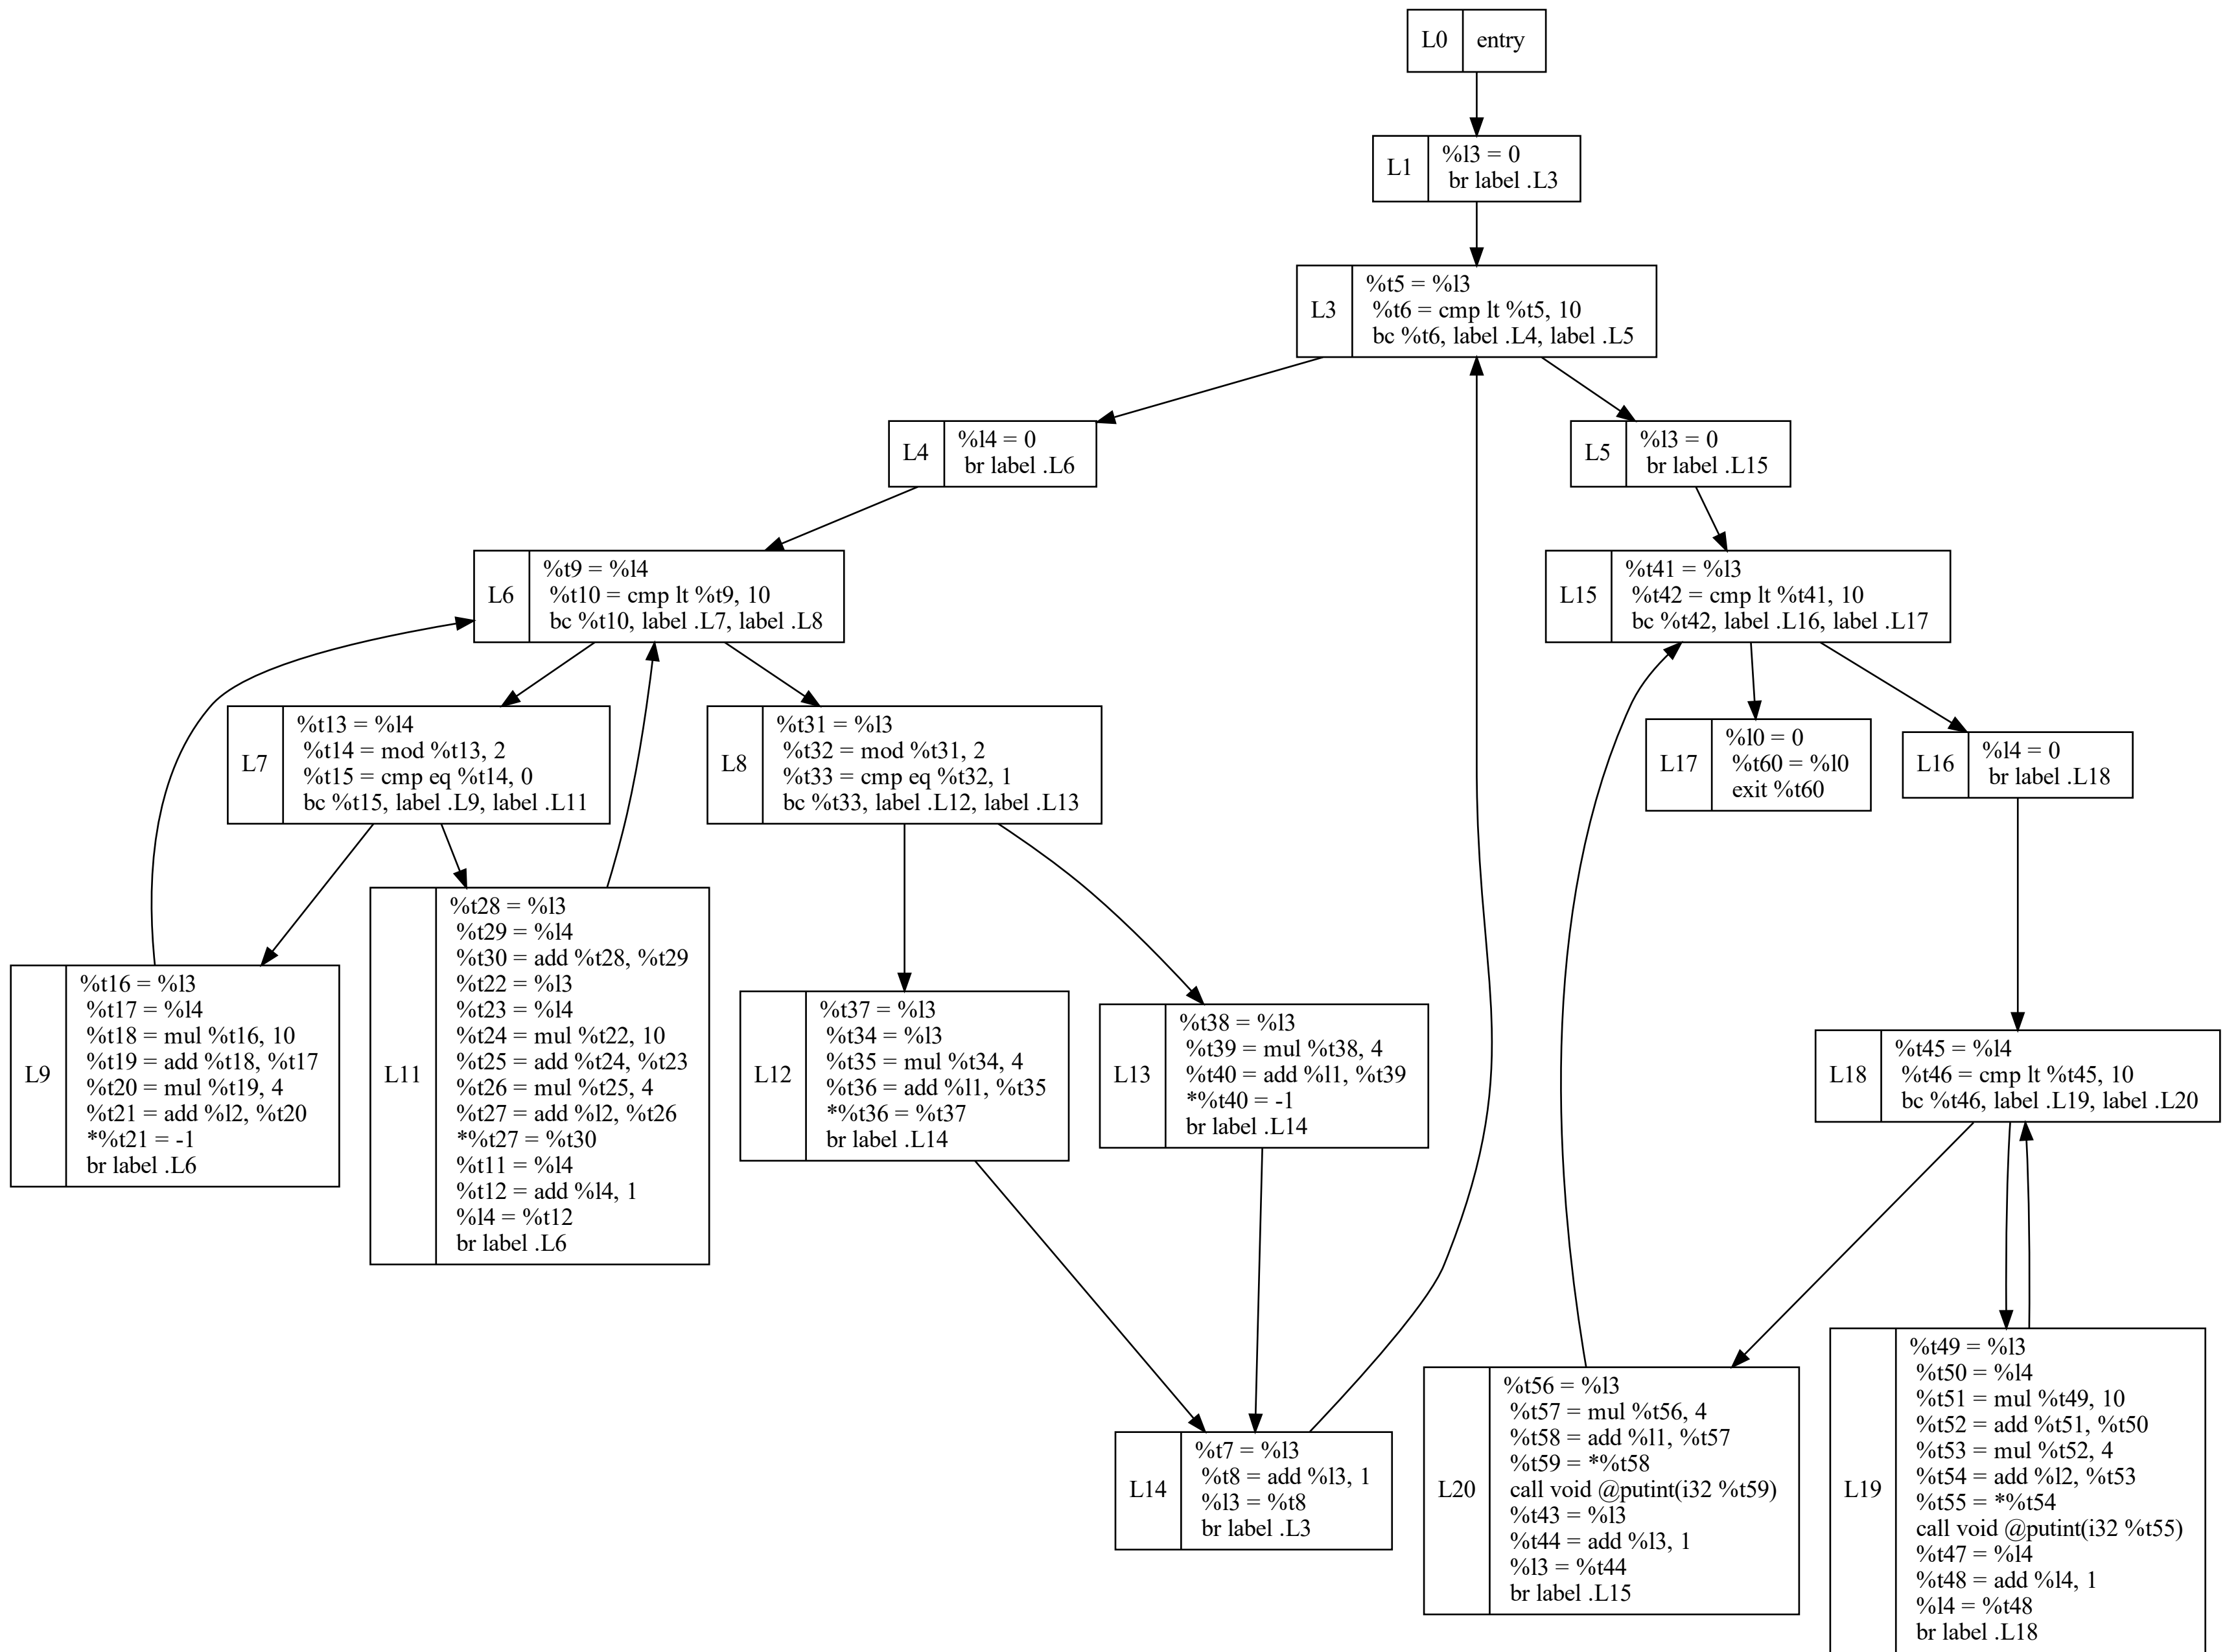 L0
entry
L1
%l3 = 0
br label .L3
L3
%t5 = %l3
%t6 = cmp lt %t5, 10
bc %t6, label .L4, label .L5
L4
%l4 = 0
br label .L6
L5
%l3 = 0
br label .L15
L6
%t9 = %l4
%t10 = cmp lt %t9, 10
bc %t10, label .L7, label .L8
L15
%t41 = %l3
%t42 = cmp lt %t41, 10
bc %t42, label .L16, label .L17
L7
%t13 = %l4
%t14 = mod %t13, 2
%t15 = cmp eq %t14, 0
bc %t15, label .L9, label .L11
L8
%t31 = %l3
%t32 = mod %t31, 2
%t33 = cmp eq %t32, 1
bc %t33, label .L12, label .L13
L17
%l0 = 0
%t60 = %l0
exit %t60
L16
%l4 = 0
br label .L18
L9
%t16 = %l3
%t17 = %l4
%t18 = mul %t16, 10
%t19 = add %t18, %t17
%t20 = mul %t19, 4
%t21 = add %l2, %t20
*%t21 = -1
br label .L6
L11
%t28 = %l3
%t29 = %l4
%t30 = add %t28, %t29
%t22 = %l3
%t23 = %l4
%t24 = mul %t22, 10
%t25 = add %t24, %t23
%t26 = mul %t25, 4
%t27 = add %l2, %t26
*%t27 = %t30
%t11 = %l4
%t12 = add %l4, 1
%l4 = %t12
br label .L6
L12
%t37 = %l3
%t34 = %l3
%t35 = mul %t34, 4
%t36 = add %l1, %t35
*%t36 = %t37
br label .L14
L13
%t38 = %l3
%t39 = mul %t38, 4
%t40 = add %l1, %t39
*%t40 = -1
br label .L14
L18
%t45 = %l4
%t46 = cmp lt %t45, 10
bc %t46, label .L19, label .L20
L14
%t7 = %l3
%t8 = add %l3, 1
%l3 = %t8
br label .L3
L20
%t56 = %l3
%t57 = mul %t56, 4
%t58 = add %l1, %t57
%t59 = *%t58
call void @putint(i32 %t59)
%t43 = %l3
%t44 = add %l3, 1
%l3 = %t44
br label .L15
L19
%t49 = %l3
%t50 = %l4
%t51 = mul %t49, 10
%t52 = add %t51, %t50
%t53 = mul %t52, 4
%t54 = add %l2, %t53
%t55 = *%t54
call void @putint(i32 %t55)
%t47 = %l4
%t48 = add %l4, 1
%l4 = %t48
br label .L18